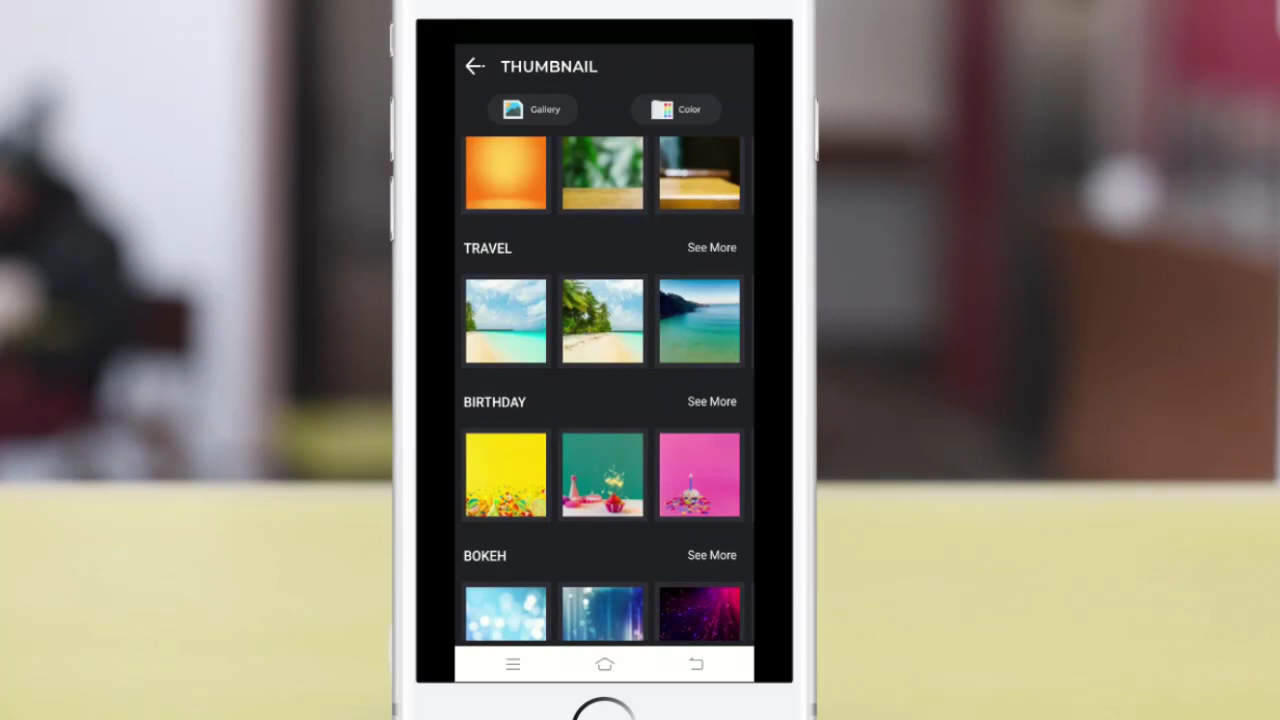 THUMBNAIL
Gallery
Color
TRAVEL
See More
BIRTHDAY
See More
BOKEH
See More